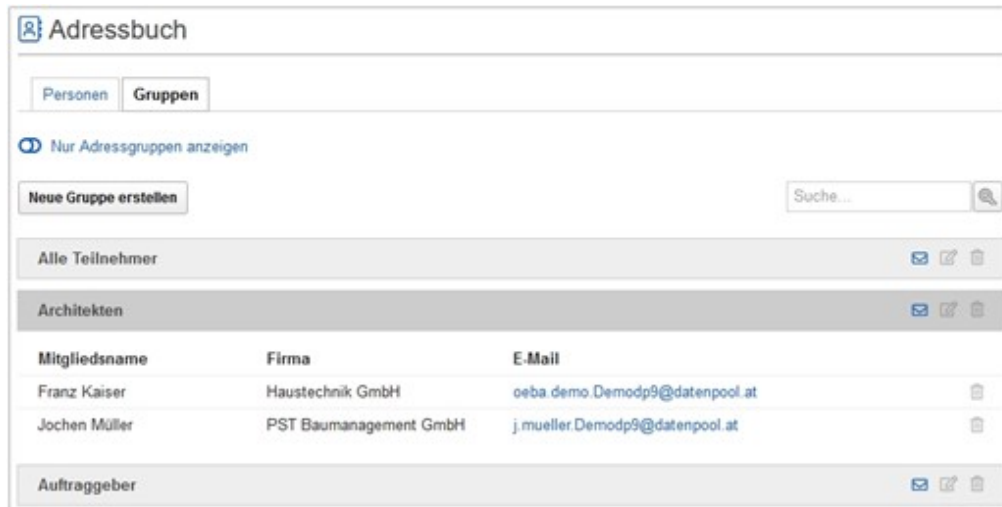 Adressbuch
Personen Gruppen
Nur Adressgruppen anzeigen
Neue Gruppe erstellen Suche...
Alle Teilnehmer
Architekten
Mitgliedsname Firma E-Mail
Franz Kaiser Haustechnik GmbH oeba.demo.Demodp9@datenpool.at
Jochen Müller PST Baumanagement GmbH j.mueller.Demodp9@datenpool.at
Auftraggeber